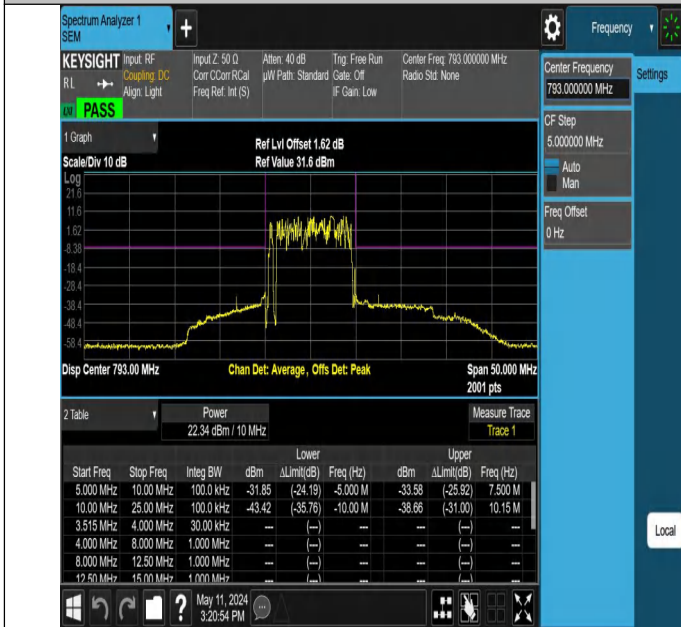 Spectrum Analyzer 1
SEM
+
Frequency
KEYSIGHT
RL
PASS
Input: RF
Coupling: DC
Align: Light
Input Z: 50 Ω
Corr CCorr RCal
Freq Ref: Int (S)
Atten: 40 dB
µW Path: Standard
Trig: Free Run
Gate: Off
IF Gain: Low
Center Freq: 793.000000 MHz
Radio Std: None
Center Frequency
793.000000 MHz
Settings
CF Step
5.000000 MHz
Auto
Man
Freq Offset
0 Hz
1 Graph
Scale/Div 10 dB
Ref Lvl Offset 1.62 dB
Ref Value 31.6 dBm
Log
21.6
11.6
1.62
-8.38
-18.4
-28.4
-38.4
-48.4
-58.4
Disp Center 793.00 MHz
Chan Det: Average , Offs Det: Peak
Span 50.000 MHz
2001 pts
2 Table
Power
22.34 dBm / 10 MHz
Measure Trace
Trace 1
Lower Upper
Start Freq Stop Freq Integ BW dBm ΔLimit(dB) Freq (Hz) dBm ΔLimit(dB) Freq (Hz)
5.000 MHz 10.00 MHz 100.0 kHz -31.85 (-24.19) -5.000 M -33.58 (-25.92) 7.500 M
10.00 MHz 25.00 MHz 100.0 kHz -43.42 (-35.76) -10.00 M -38.66 (-31.00) 10.15 M
3.515 MHz 4.000 MHz 30.00 kHz --- (---) --- --- (---) ---
4.000 MHz 8.000 MHz 1.000 MHz --- (---) --- --- (---) ---
8.000 MHz 12.50 MHz 1.000 MHz --- (---) --- --- (---) ---
12.50 MHz 15.00 MHz 1.000 MHz --- (---) --- --- (---) ---
Local
?
May 11, 2024
3:20:54 PM